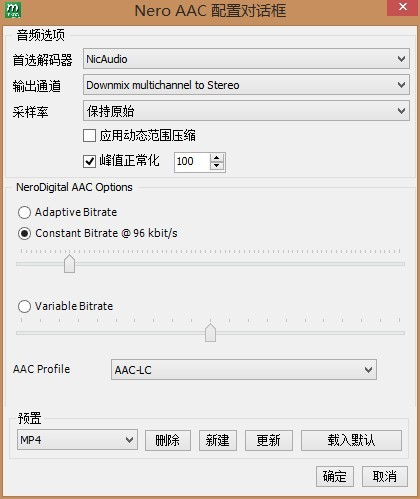 Nero AAC 配置对话框
音频选项
首选解码器 NicAudio
输出通道 Downmix multichannel to Stereo
采样率 保持原始
应用动态范围压缩
峰值正常化 100
NeroDigital AAC Options
Adaptive Bitrate
Constant Bitrate @ 96 kbit/s
Variable Bitrate
AAC Profile AAC-LC
预置
MP4 删除 新建 更新 载入默认
确定 取消